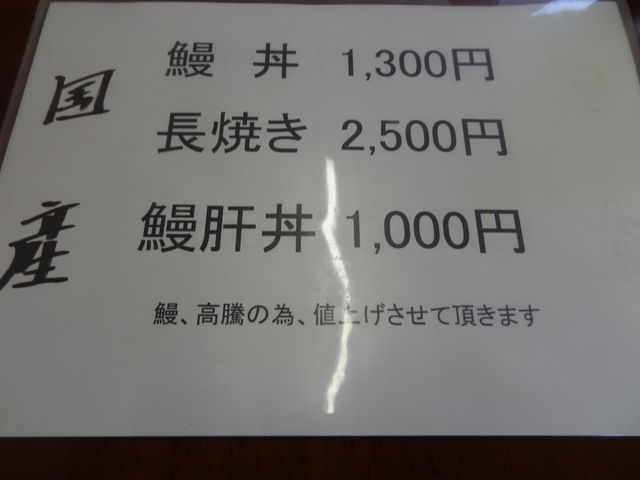 国産
鰻　丼　1,300円
長焼き　2,500円
鰻肝丼　1,000円
鰻、高騰の為、値上げさせて頂きます